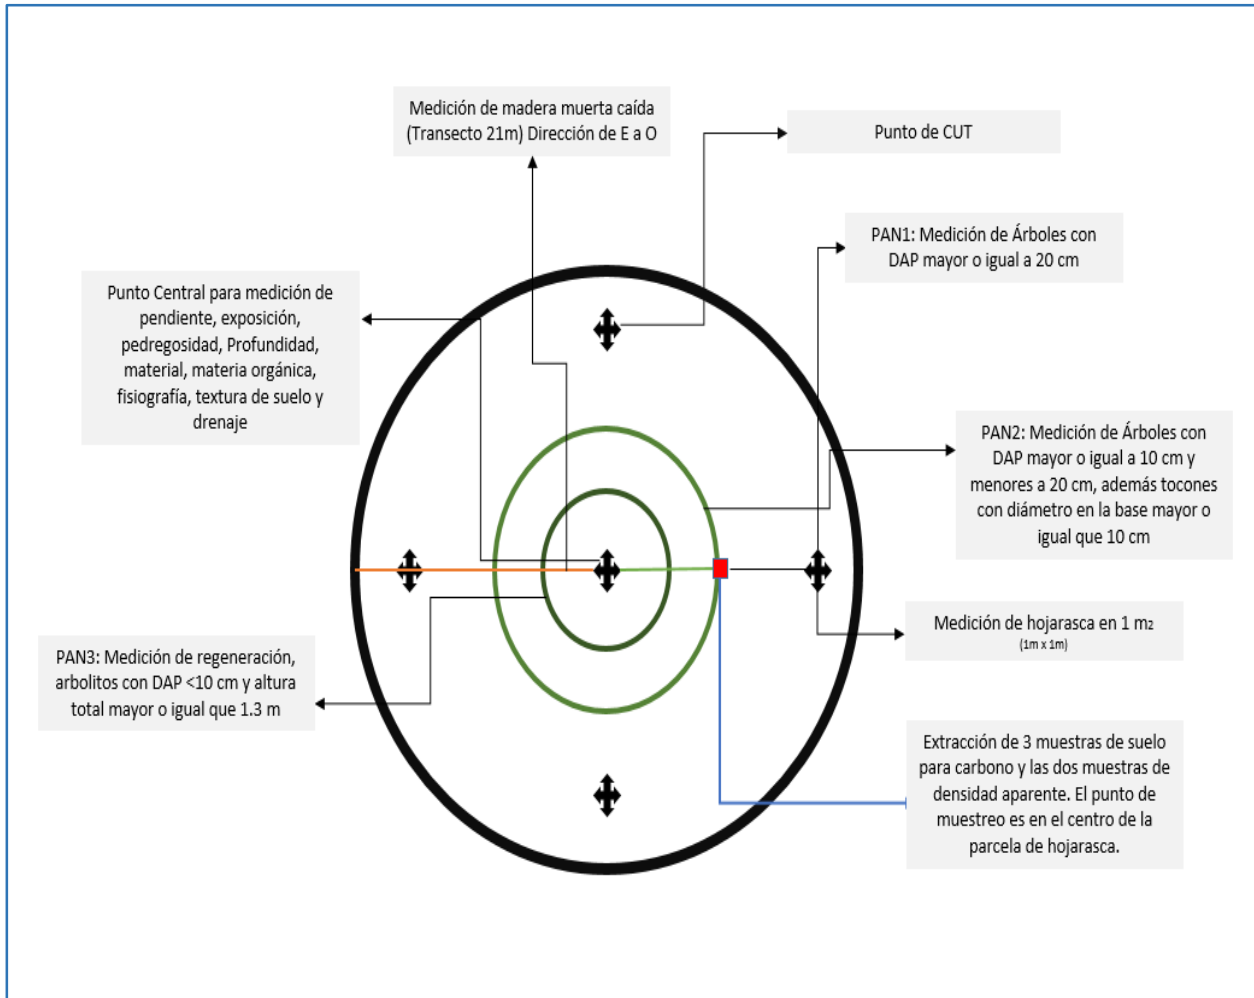 Medición de madera muerta caída
(Transecto 21m) Dirección de E a O
Punto de CUT
PAN1: Medición de Árboles con
DAP mayor o igual a 20 cm
Punto Central para medición de
pendiente, exposición,
pedregosidad, Profundidad,
material, materia orgánica,
fisiografía, textura de suelo y
drenaje
PAN2: Medición de Árboles con
DAP mayor o igual a 10 cm y
menores a 20 cm, además tocones
con diámetro en la base mayor o
igual que 10 cm
Medición de hojarasca en 1 m2
(1m x 1m)
PAN3: Medición de regeneración,
arbolitos con DAP <10 cm y altura
total mayor o igual que 1.3 m
Extracción de 3 muestras de suelo
para carbono y las dos muestras de
densidad aparente. El punto de
muestreo es en el centro de la
parcela de hojarasca.